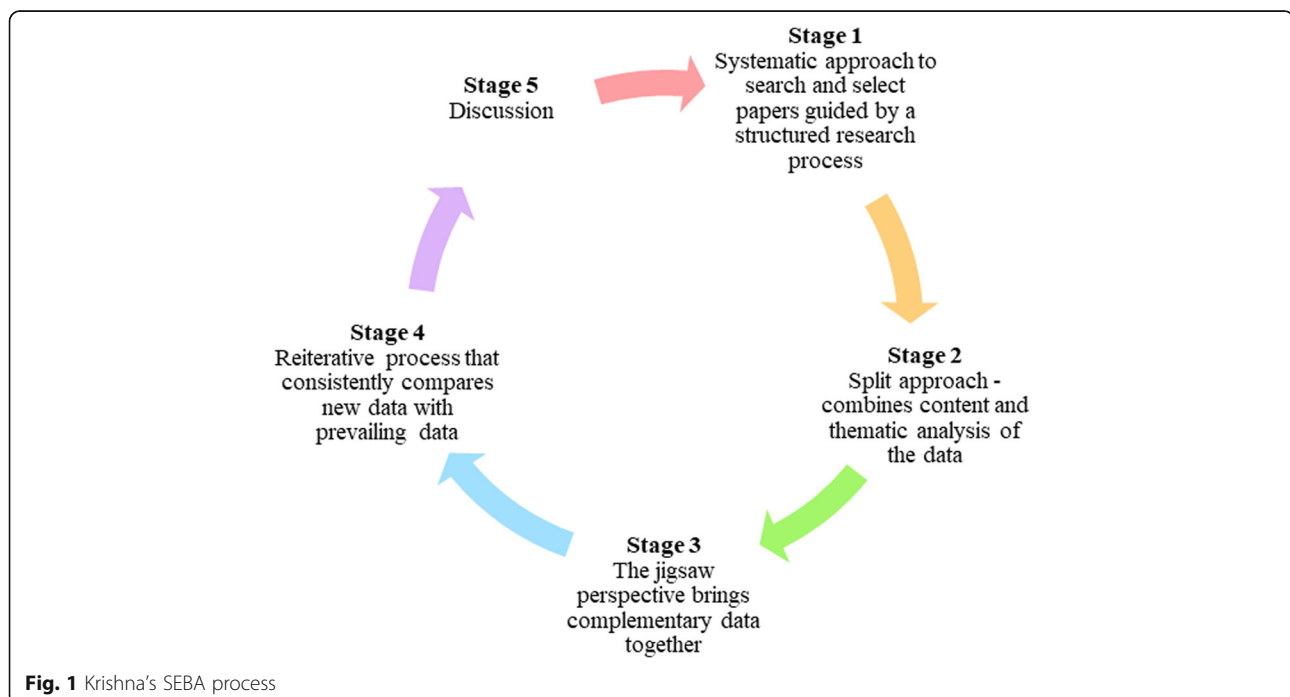 Stage 1
Systematic approach to
search and select
papers guided by a
structured research
process
Stage 2
Split approach -
combines content and
thematic analysis of
the data
Stage 3
The jigsaw
perspective brings
complementary data
together
Stage 4
Reiterative process that
consistently compares
new data with
prevailing data
Stage 5
Discussion
Fig. 1 Krishna's SEBA process